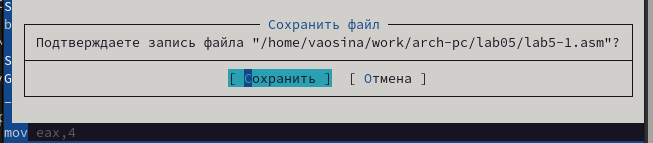 S
b
Сохранить файл
Подтверждаете запись файла "/home/vaosina/work/arch-pc/lab05/lab5-1.asm"?
S
G
[ Сохранить ] [ Отмена ]
mov eax,4